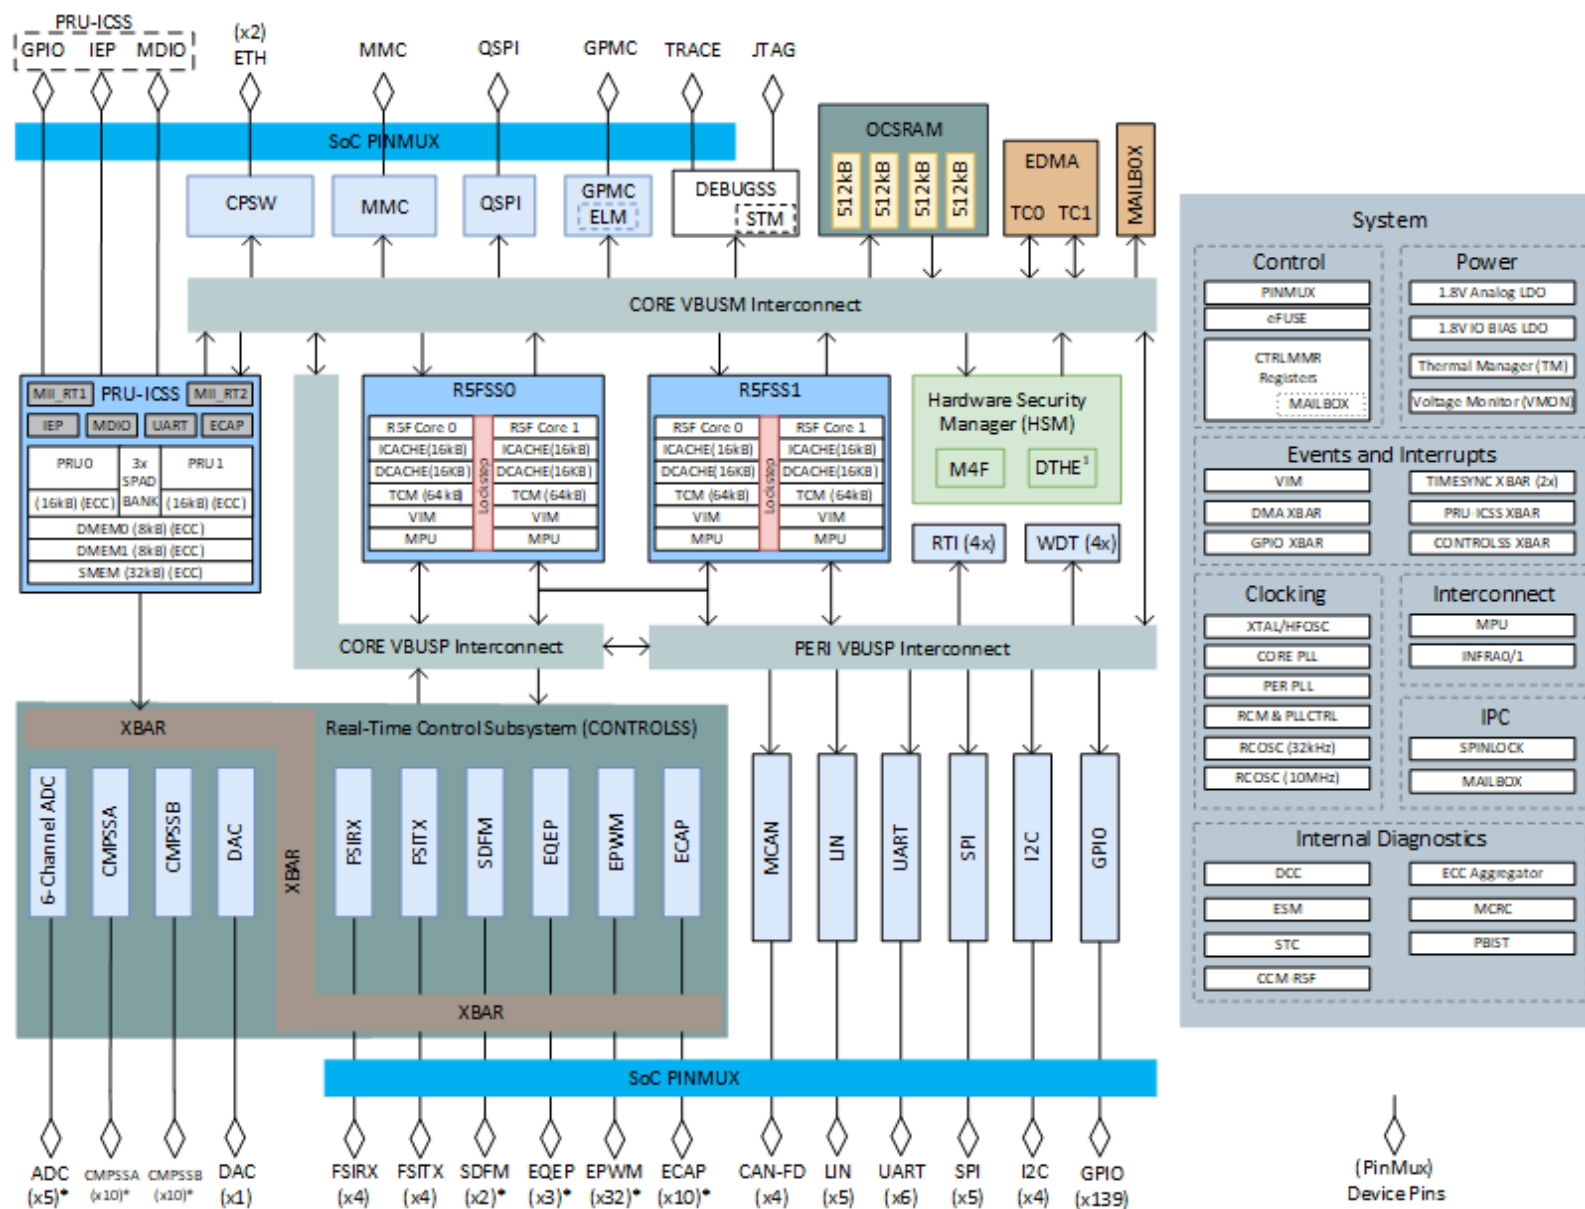 PRU-ICSS
GPIO IEP MDIO
(x2)
ETH
MMC
QSPI
GPMC
TRACE
JTAG
SoC PINMUX
CPSW
MMC
QSPI
GPMC
ELM
DEBUGSS
STM
OCSRAM
512kB
512kB
512kB
512kB
EDMA
TC0 TC1
MAILBOX
CORE VBUSM Interconnect
MII_RT1 PRU-ICSS MII_RT2
IEP MDIO UART ECAP
PRU0
(16kB) (ECC)
3x
SPAD
BANK
PRU1
(16kB) (ECC)
DMEM0 (8kB) (ECC)
DMEM1 (8kB) (ECC)
SMEM (32kB) (ECC)
R5FSS0
R5F Core 0
ICACHE(16kB)
DCACHE(16KB)
TCM (64kB)
VIM
MPU
Lockstep
R5F Core 1
ICACHE(16kB)
DCACHE(16KB)
TCM (64kB)
VIM
MPU
R5FSS1
R5F Core 0
ICACHE(16kB)
DCACHE(16KB)
TCM (64kB)
VIM
MPU
Lockstep
R5F Core 1
ICACHE(16kB)
DCACHE(16KB)
TCM (64kB)
VIM
MPU
Hardware Security
Manager (HSM)
M4F
DTHE¹
RTI (4x)
WDT (4x)
CORE VBUSP Interconnect
PERI VBUSP Interconnect
XBAR
Real-Time Control Subsystem (CONTROLSS)
6-Channel ADC
CMPSSA
CMPSSB
DAC
XBAR
FSIRX
FSITX
SDFM
EQEP
EPWM
ECAP
XBAR
MCAN
LIN
UART
SPI
I2C
GPIO
SoC PINMUX
ADC
(x5)*
CMPSSA
(x10)*
CMPSSB
(x10)*
DAC
(x1)
FSIRX
(x4)
FSITX
(x4)
SDFM
(x2)*
EQEP
(x3)*
EPWM
(x32)*
ECAP
(x10)*
CAN-FD
(x4)
LIN
(x5)
UART
(x6)
SPI
(x5)
I2C
(x4)
GPIO
(x139)
System
Control
PINMUX
eFUSE
CTRLMMR
Registers
MAILBOX
Power
1.8V Analog LDO
1.8V IO BIAS LDO
Thermal Manager (TM)
Voltage Monitor (VMON)
Events and Interrupts
VIM
DMA XBAR
GPIO XBAR
TIMESYNC XBAR (2x)
PRU-ICSS XBAR
CONTROLSS XBAR
Clocking
XTAL/HFOSC
CORE PLL
PER PLL
RCM & PLLCTRL
RCOSC (32kHz)
RCOSC (10MHz)
Interconnect
MPU
INFRA0/1
IPC
SPINLOCK
MAILBOX
Internal Diagnostics
DCC
ESM
STC
CCM-R5F
ECC Aggregator
MCRC
PBIST
(PinMux)
Device Pins